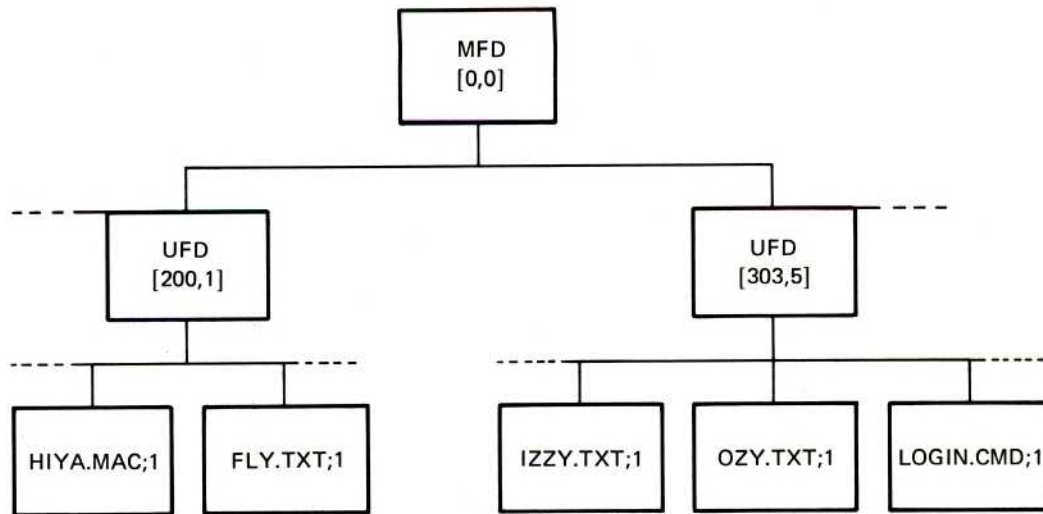 MFD
[0,0]
UFD
[200,1]
UFD
[303,5]
HIYA.MAC;1
FLY.TXT;1
IZZY.TXT;1
OZY.TXT;1
LOGIN.CMD;1